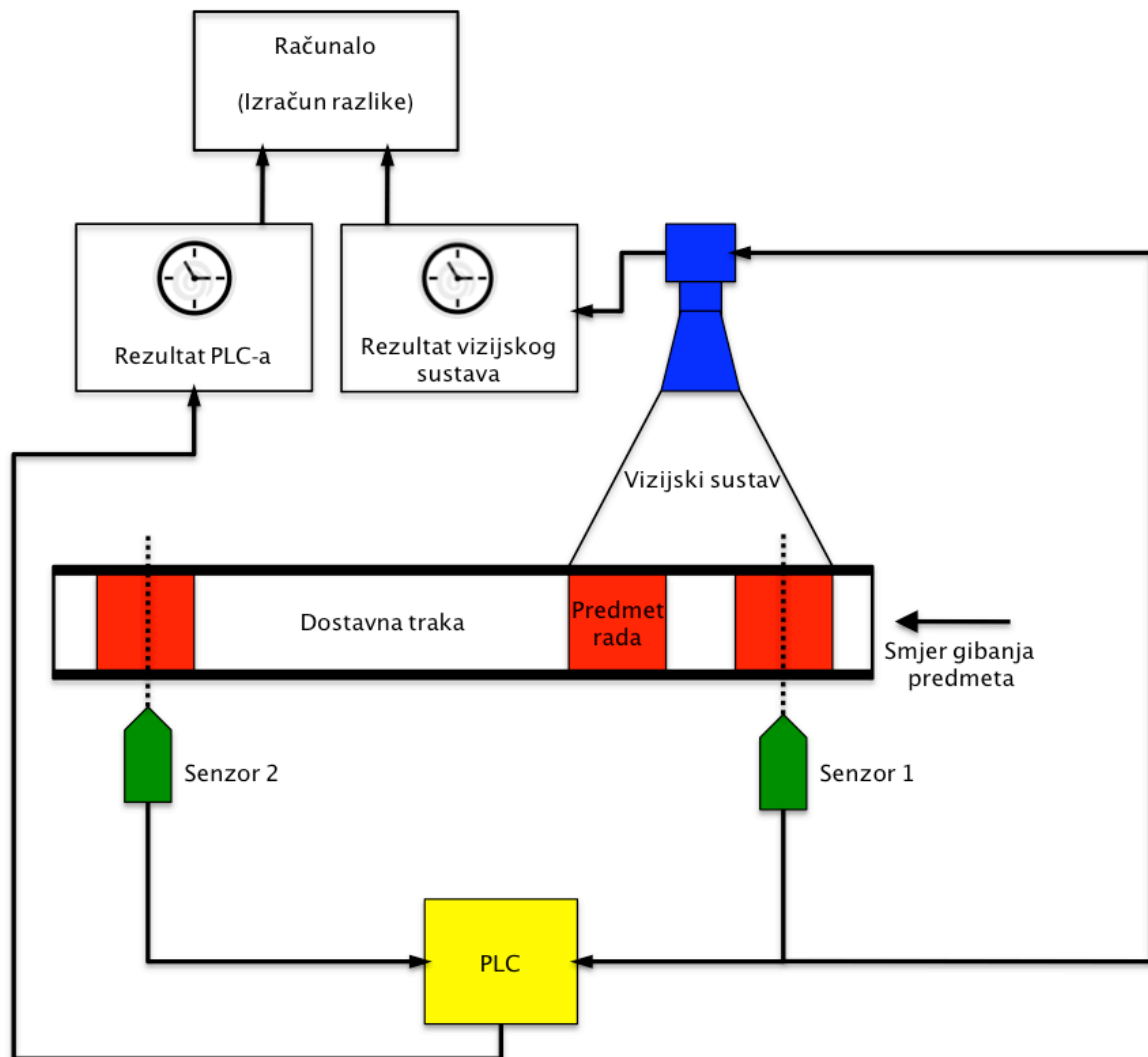 Računalo
(Izračun razlike)
Rezultat PLC-a
Rezultat vizijskog
sustava
Vizijski sustav
Dostavna traka
Predmet
rada
Smjer gibanja
predmeta
Senzor 2
Senzor 1
PLC